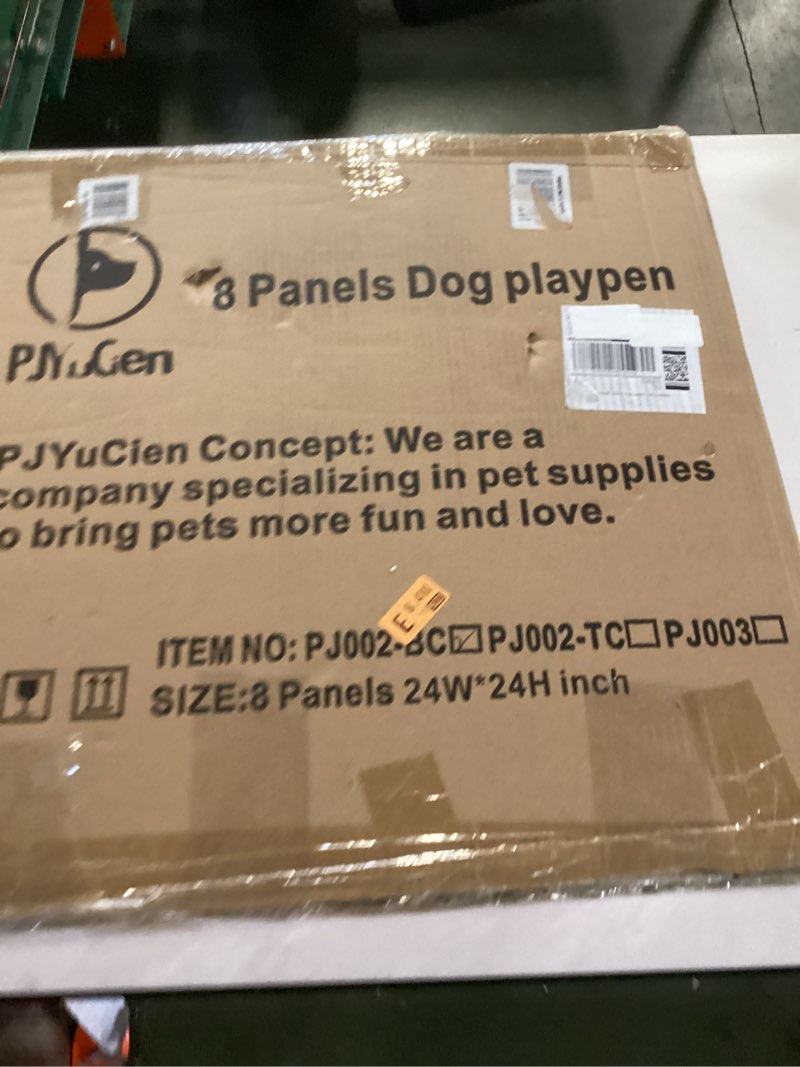 8 Panels Dog playpen
PJYuCien Concept: We are a
company specializing in pet supplies
o bring pets more fun and love.
E
ITEM NO: PJ002-BC☑PJ002-TC☐PJ003☐
SIZE:8 Panels 24W*24H inch